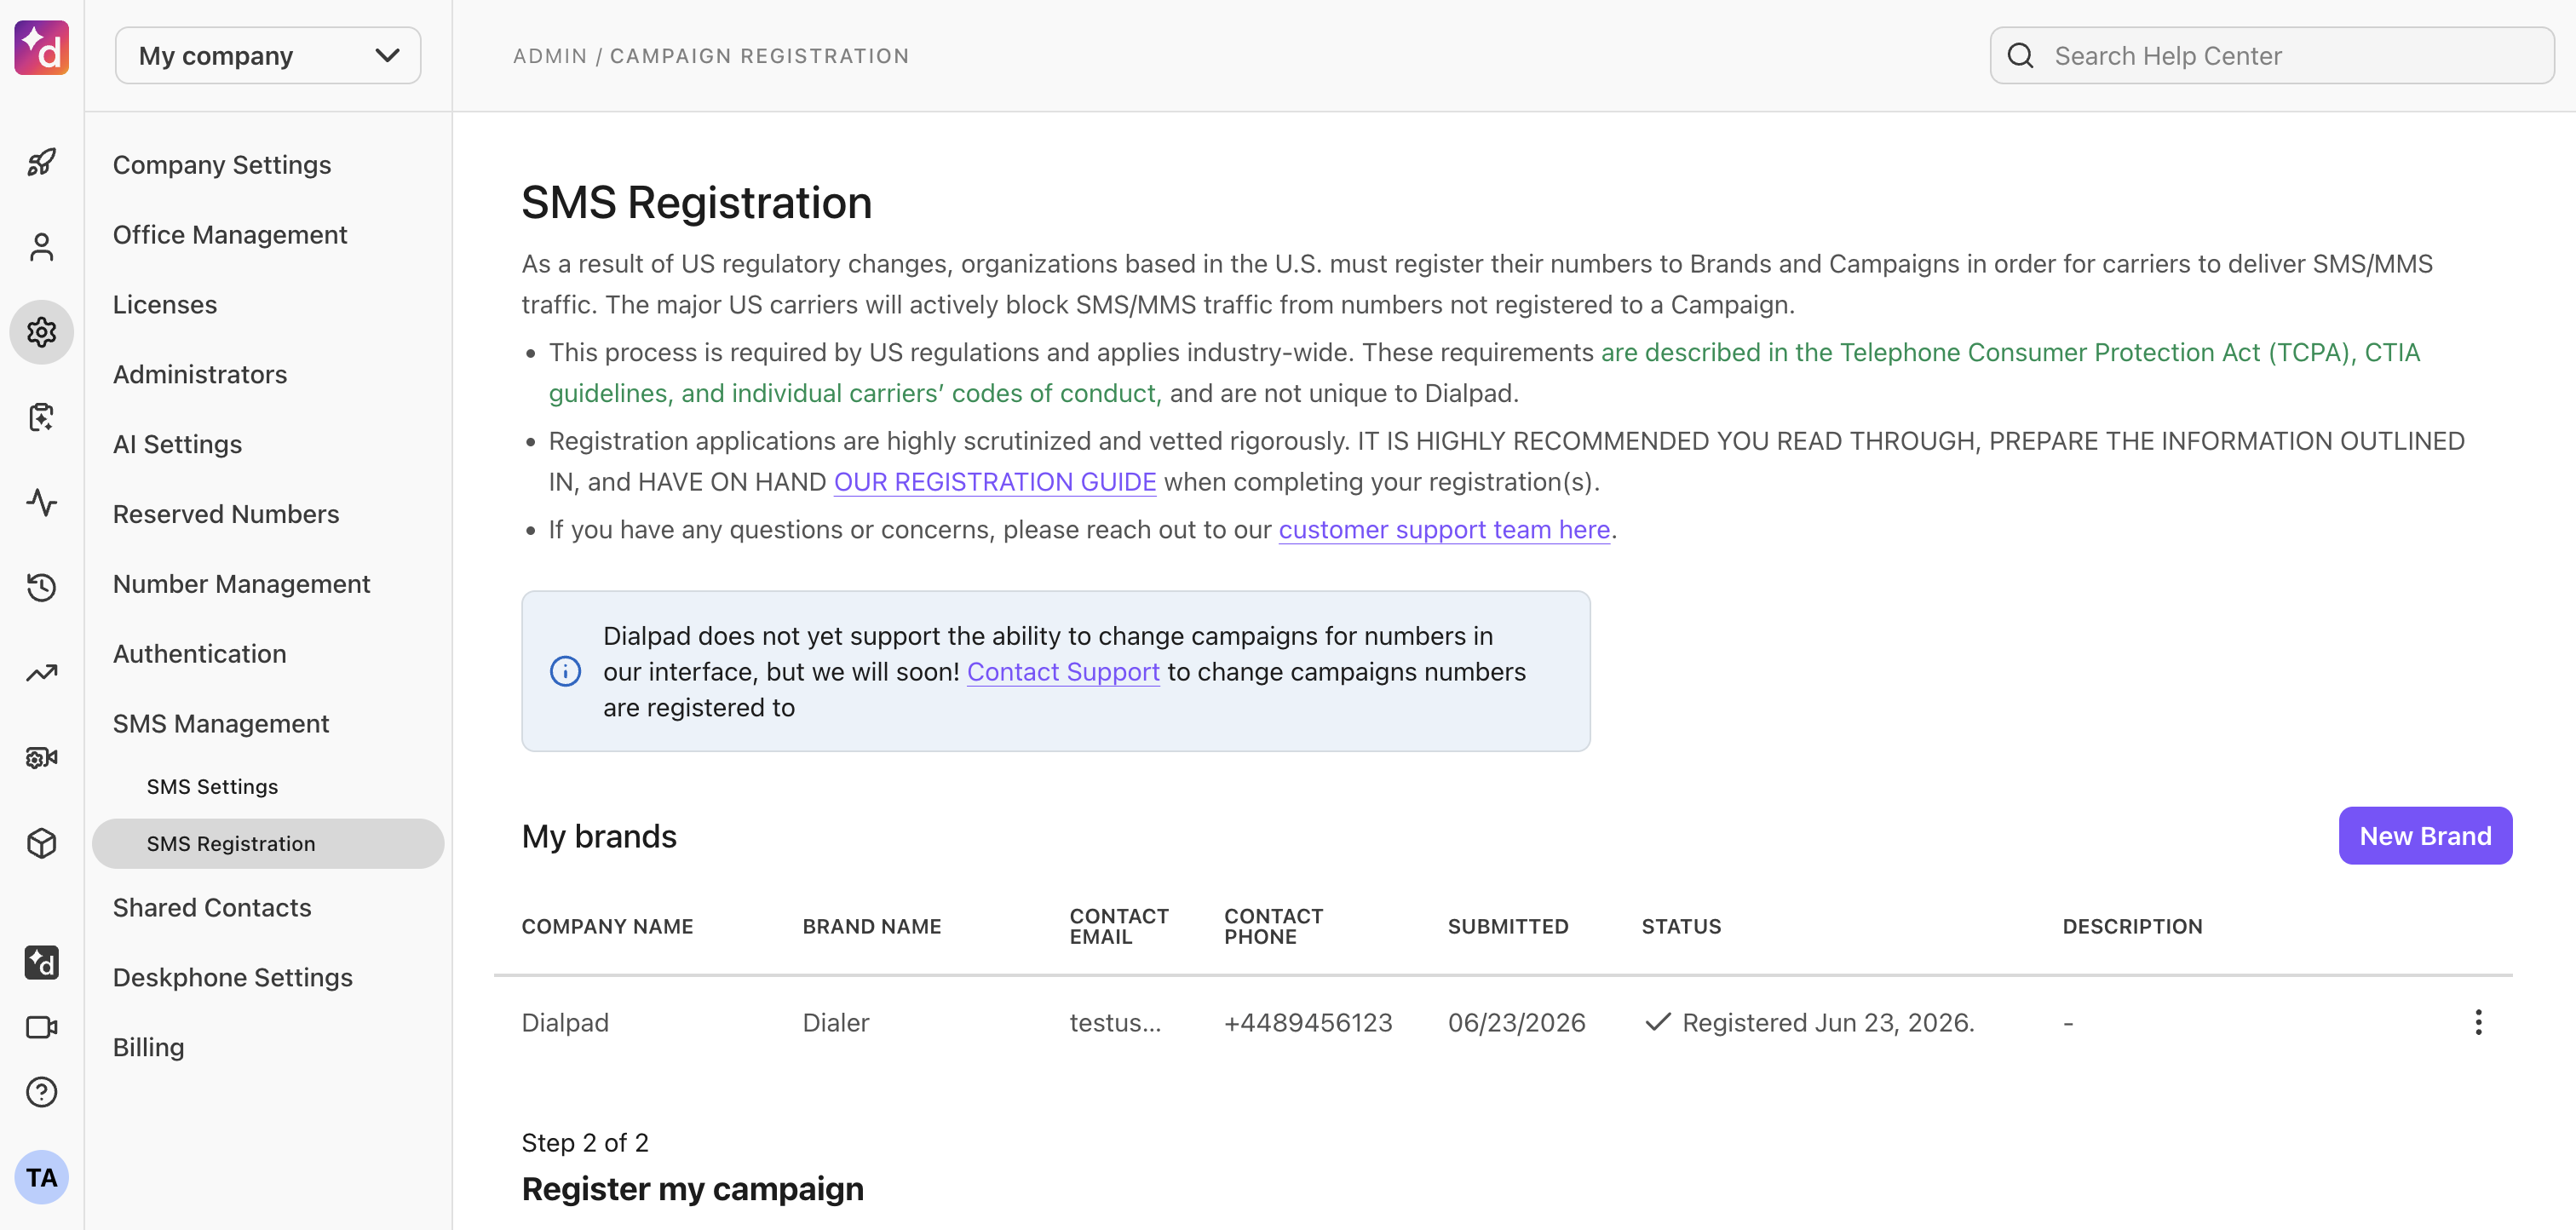 d
My company
ADMIN / CAMPAIGN REGISTRATION
Search Help Center
Company Settings
Office Management
Licenses
Administrators
AI Settings
Reserved Numbers
Number Management
Authentication
SMS Management
SMS Settings
SMS Registration
Shared Contacts
Deskphone Settings
Billing
d
TA
SMS Registration
As a result of US regulatory changes, organizations based in the U.S. must register their numbers to Brands and Campaigns in order for carriers to deliver SMS/MMS
traffic. The major US carriers will actively block SMS/MMS traffic from numbers not registered to a Campaign.
• This process is required by US regulations and applies industry-wide. These requirements are described in the Telephone Consumer Protection Act (TCPA), CTIA
guidelines, and individual carriers’ codes of conduct, and are not unique to Dialpad.
• Registration applications are highly scrutinized and vetted rigorously. IT IS HIGHLY RECOMMENDED YOU READ THROUGH, PREPARE THE INFORMATION OUTLINED
IN, and HAVE ON HAND OUR REGISTRATION GUIDE when completing your registration(s).
• If you have any questions or concerns, please reach out to our customer support team here.
Dialpad does not yet support the ability to change campaigns for numbers in
our interface, but we will soon! Contact Support to change campaigns numbers
are registered to
My brands
New Brand
COMPANY NAME BRAND NAME CONTACT EMAIL CONTACT PHONE SUBMITTED STATUS DESCRIPTION
Dialpad Dialer testus... +4489456123 06/23/2026 Registered Jun 23, 2026. -
Step 2 of 2
Register my campaign